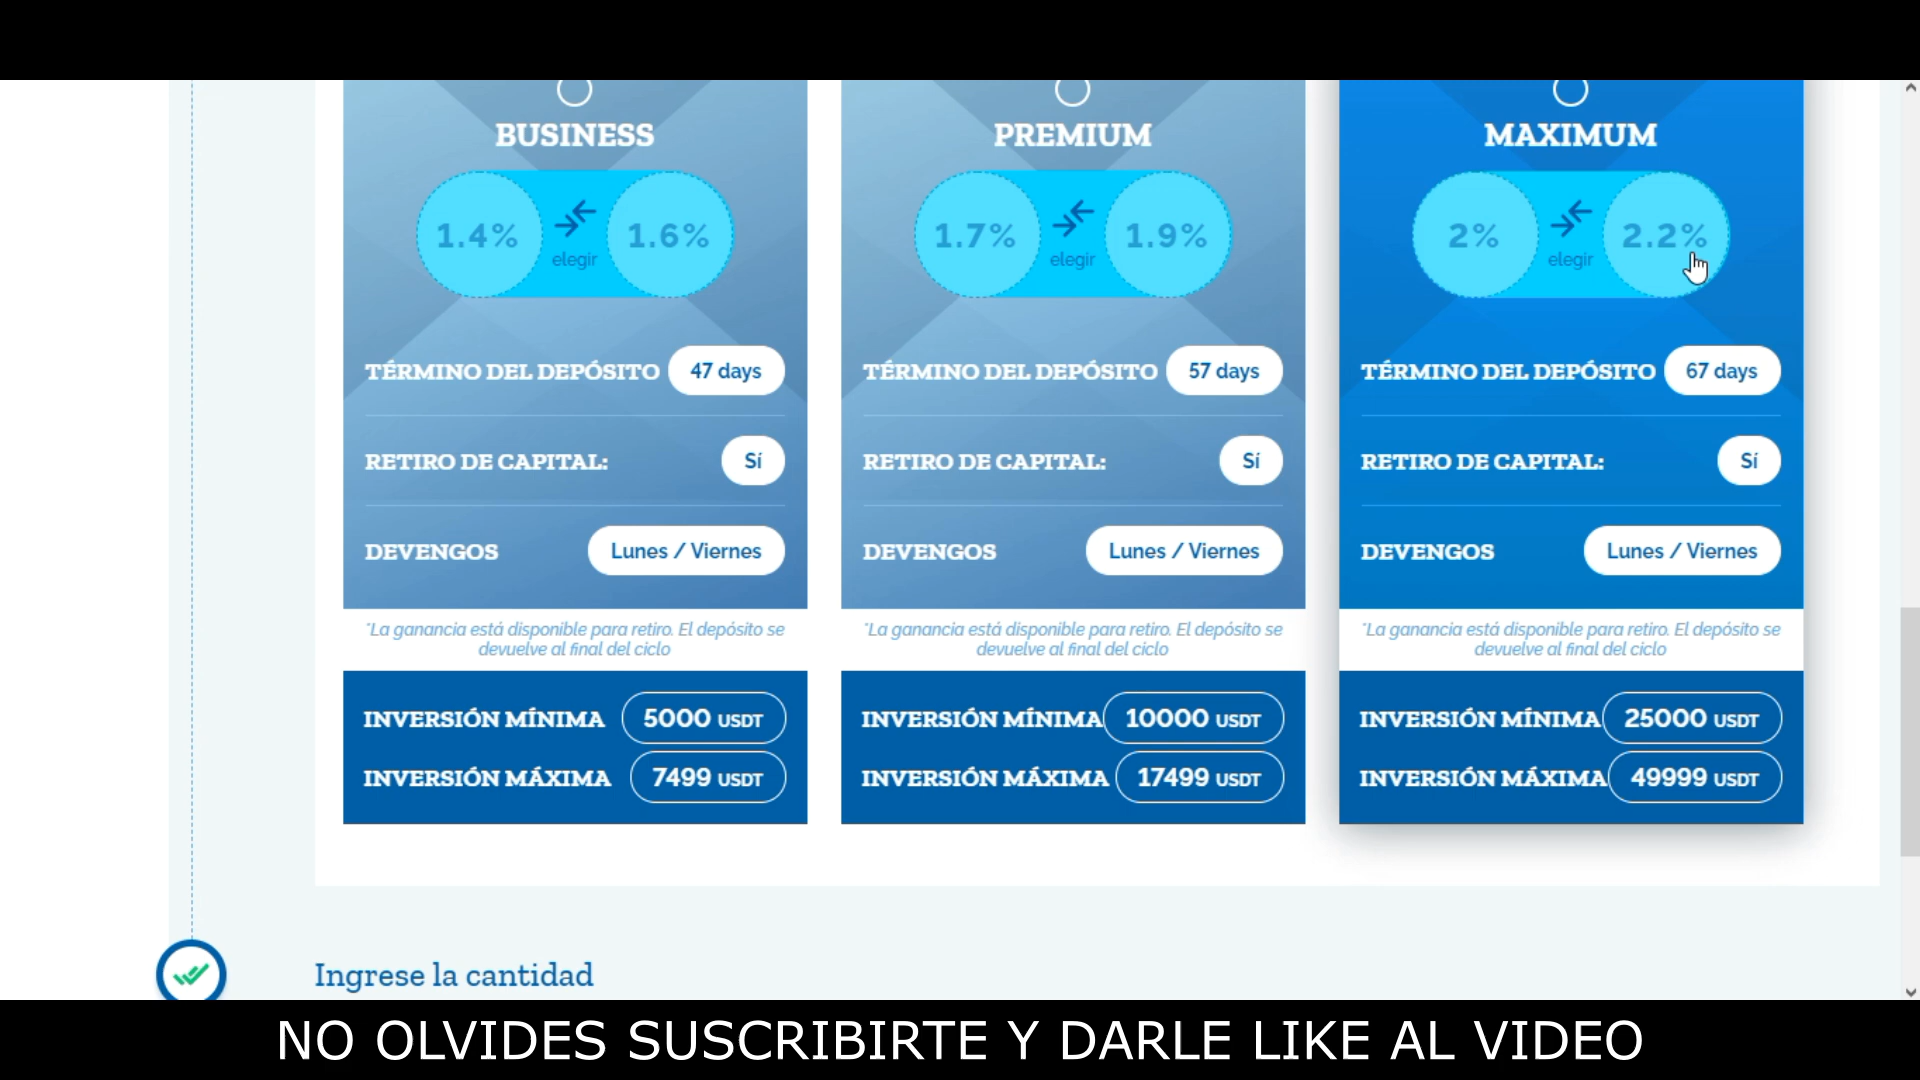 BUSINESS
1.4% elegir 1.6%
TÉRMINO DEL DEPÓSITO 47 days
RETIRO DE CAPITAL: Sí
DEVENGOS Lunes / Viernes
*La ganancia está disponible para retiro. El depósito se
devuelve al final del ciclo
INVERSIÓN MÍNIMA 5000 USDT
INVERSIÓN MÁXIMA 7499 USDT
PREMIUM
1.7% elegir 1.9%
TÉRMINO DEL DEPÓSITO 57 days
RETIRO DE CAPITAL: Sí
DEVENGOS Lunes / Viernes
*La ganancia está disponible para retiro. El depósito se
devuelve al final del ciclo
INVERSIÓN MÍNIMA 10000 USDT
INVERSIÓN MÁXIMA 17499 USDT
MAXIMUM
2% elegir 2.2%
TÉRMINO DEL DEPÓSITO 67 days
RETIRO DE CAPITAL: Sí
DEVENGOS Lunes / Viernes
*La ganancia está disponible para retiro. El depósito se
devuelve al final del ciclo
INVERSIÓN MÍNIMA 25000 USDT
INVERSIÓN MÁXIMA 49999 USDT
Ingrese la cantidad
NO OLVIDES SUSCRIBIRTE Y DARLE LIKE AL VIDEO